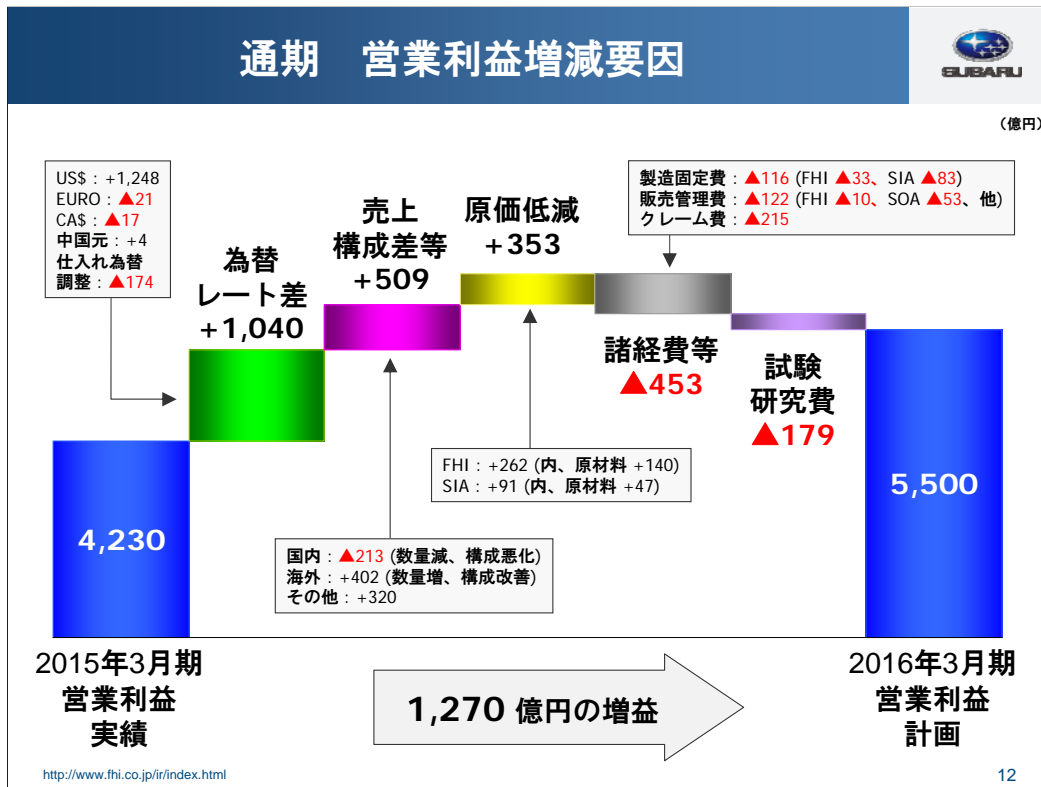 通期　営業利益増減要因
SUBARU
（億円）
US$：+1,248
EURO：▲21
CA$：▲17
中国元：+4
仕入れ為替
調整：▲174
為替
レート差
+1,040
売上
構成差等
+509
原価低減
+353
製造固定費：▲116 (FHI ▲33、SIA ▲83)
販売管理費：▲122 (FHI ▲10、SOA ▲53、他)
クレーム費：▲215
諸経費等
▲453
試験
研究費
▲179
FHI：+262 (内、原材料 +140)
SIA：+91 (内、原材料 +47)
国内：▲213 (数量減、構成悪化)
海外：+402 (数量増、構成改善)
その他：+320
4,230
5,500
2015年3月期
営業利益
実績
1,270 億円の増益
2016年3月期
営業利益
計画
http://www.fhi.co.jp/ir/index.html
12